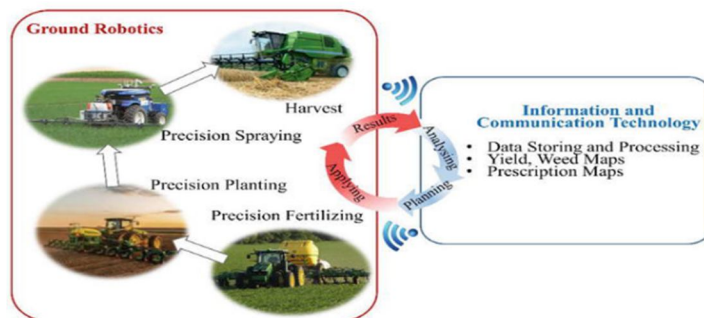 Ground Robotics
Harvest
Precision Spraying
Precision Planting
Precision Fertilizing
Results
Analysing
Planning
Applying
Information and
Communication Technology
• Data Storing and Processing
• Yield, Weed Maps
• Prescription Maps